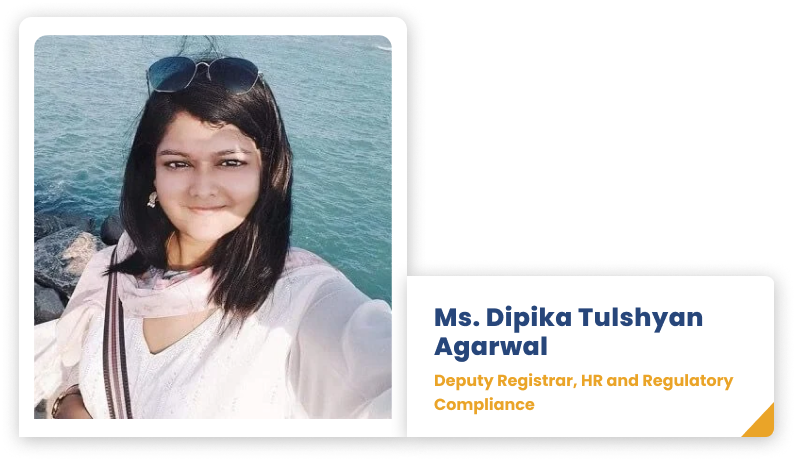 Ms. Dipika Tulshyan
Agarwal
Deputy Registrar, HR and Regulatory
Compliance